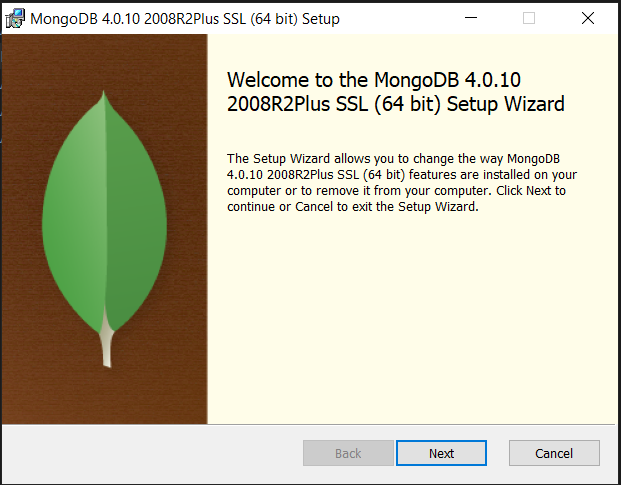 MongoDB 4.0.10 2008R2Plus SSL (64 bit) Setup
Welcome to the MongoDB 4.0.10
2008R2Plus SSL (64 bit) Setup Wizard
The Setup Wizard allows you to change the way MongoDB
4.0.10 2008R2Plus SSL (64 bit) features are installed on your
computer or to remove it from your computer. Click Next to
continue or Cancel to exit the Setup Wizard.
Back
Next
Cancel